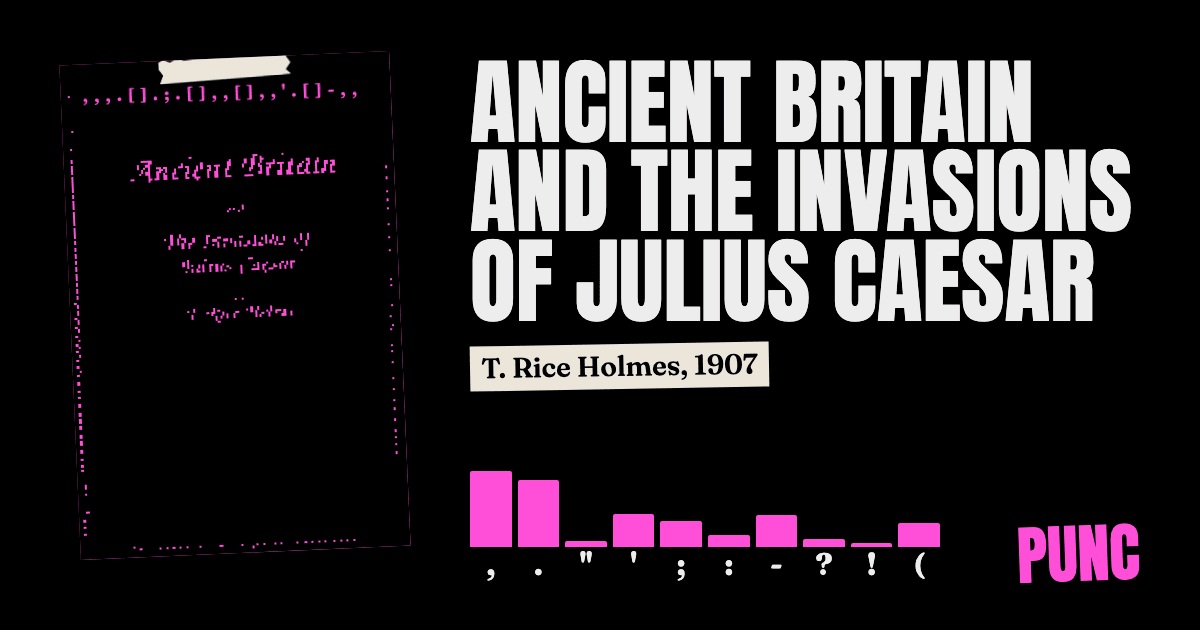 . , , , . [ ] . ; . [ ] , , [ ] , , ' . [ ] - , ,
Ancient Britain
ANCIENT BRITAIN
AND THE INVASIONS
OF JULIUS CAESAR
T. Rice Holmes, 1907
, . " ' ; : - ? ! (
PUNC